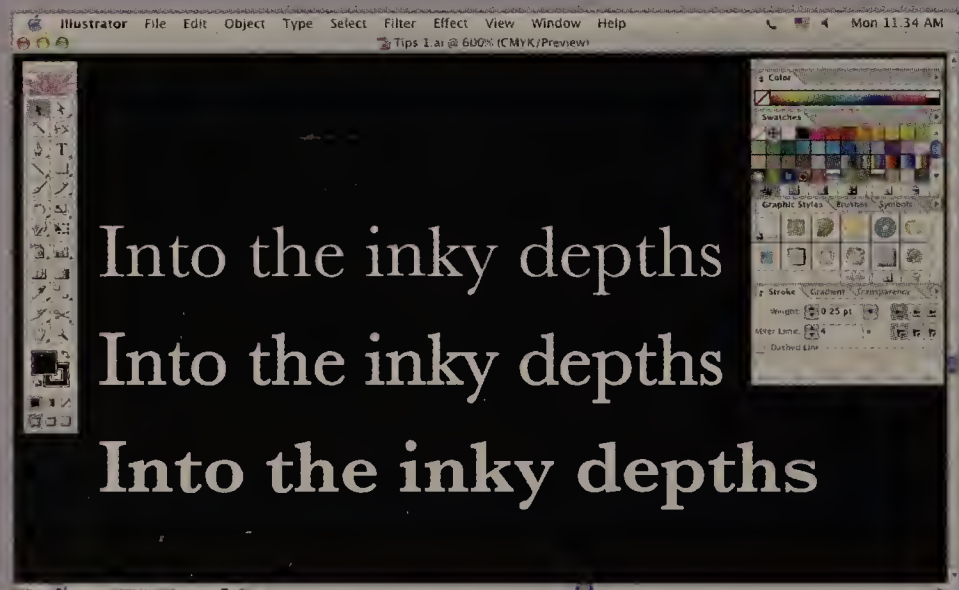 Illustrator File Edit Object Type Select Filter Effect View Window Help Mon 11:34 AM
Tips 1.ai @ 600% (CMYK/Preview)
Color
Swatches
Graphic Styles Brushes Symbols
Stroke Gradient Transparency
Weight: 0.25 pt
Miter Limit: 4
Dashed Line
T
Into the inky depths
Into the inky depths
Into the inky depths